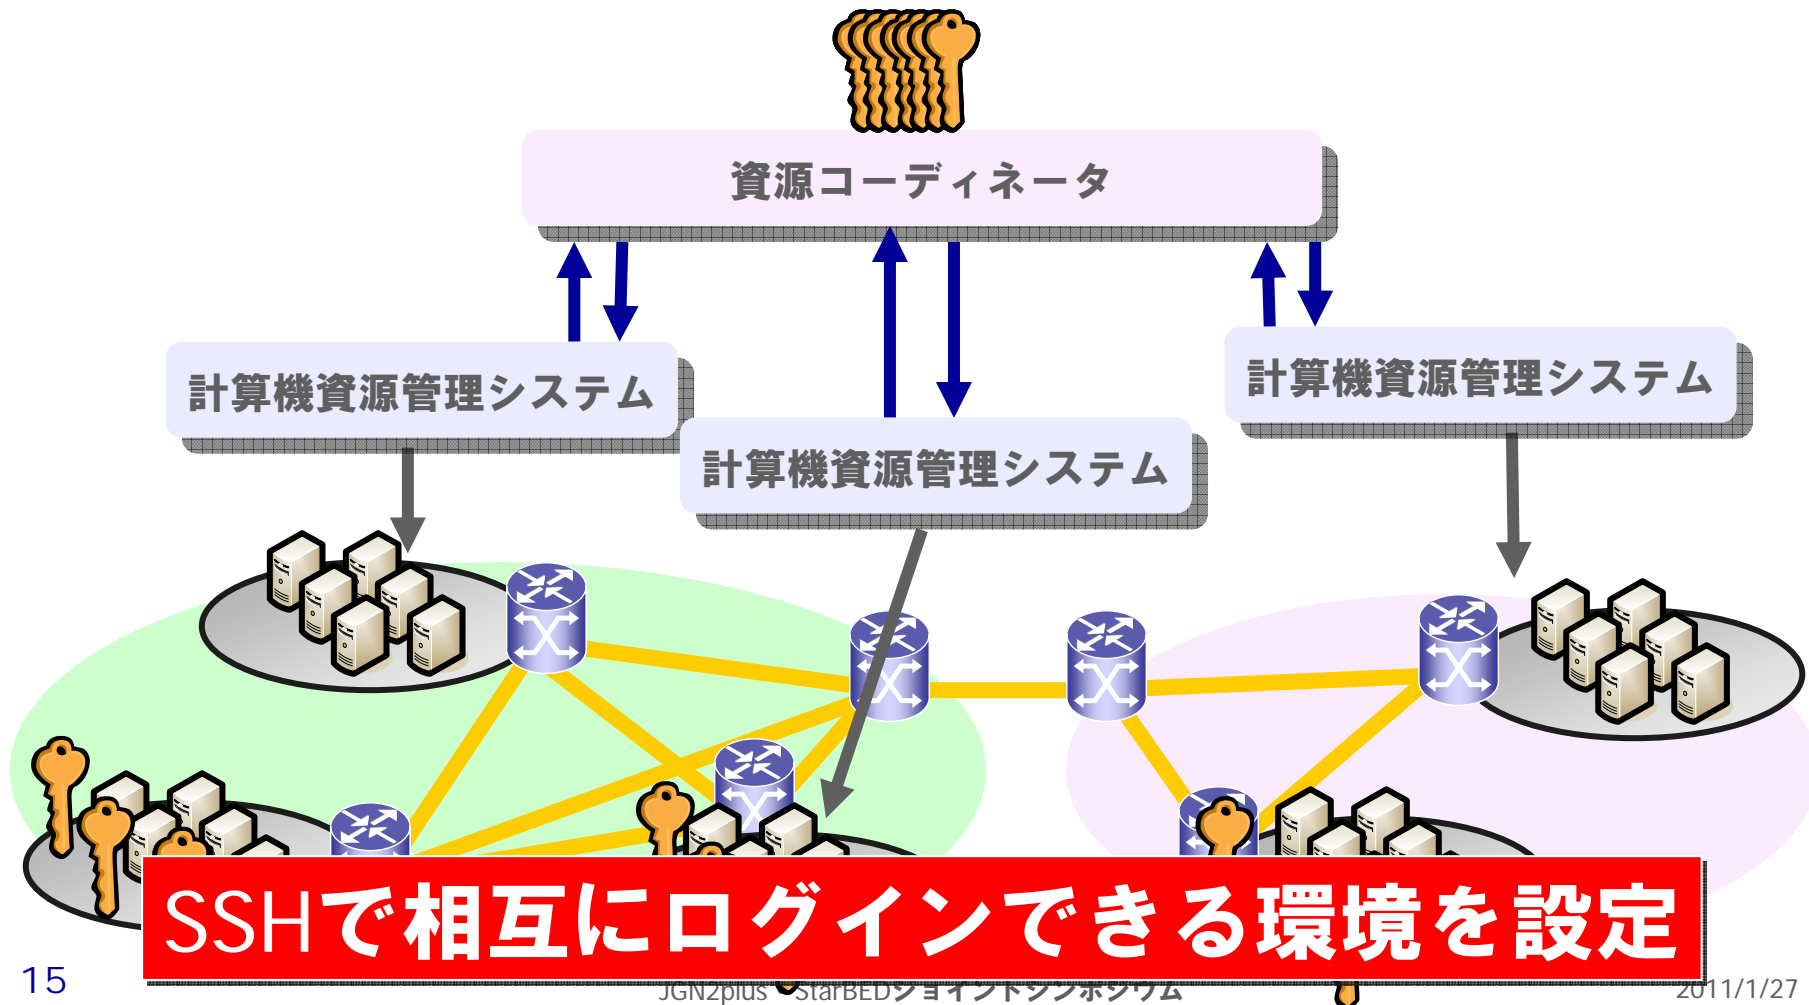 資源コーディネータ
計算機資源管理システム
計算機資源管理システム
計算機資源管理システム
SSHで相互にログインできる環境を設定
15
JGN2plus StarBEDジョイントシンポジウム
2011/1/27